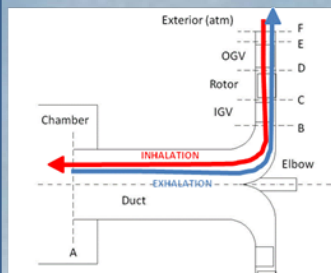 Exterior (atm)
F
E
OGV
D
Rotor
C
Chamber
IGV
B
INHALATION
Elbow
EXHALATION
Duct
A